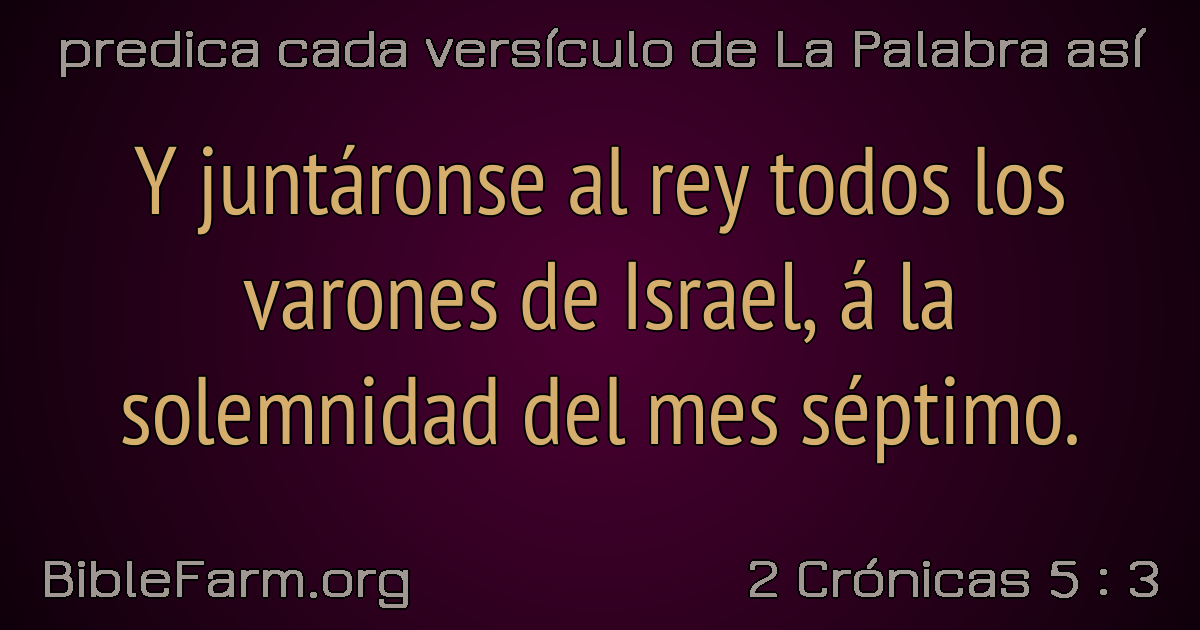 predica cada versículo de La Palabra así
Y juntáronse al rey todos los
varones de Israel, á la
solemnidad del mes séptimo.
BibleFarm.org
2 Crónicas 5 : 3